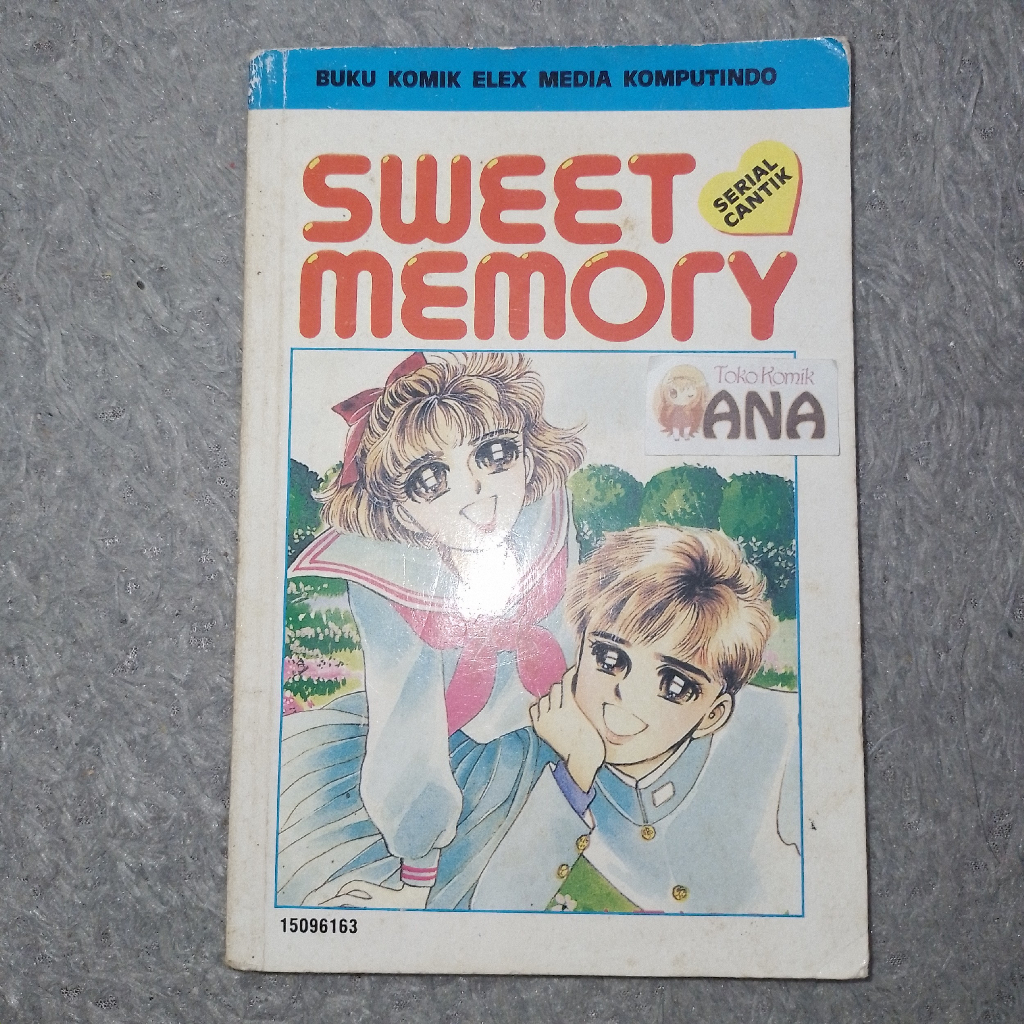 BUKU KOMIK ELEX MEDIA KOMPUTINDO
SWEET
MEMORY
SERIAL
CANTIK
Toko Komik
ANA
15096163